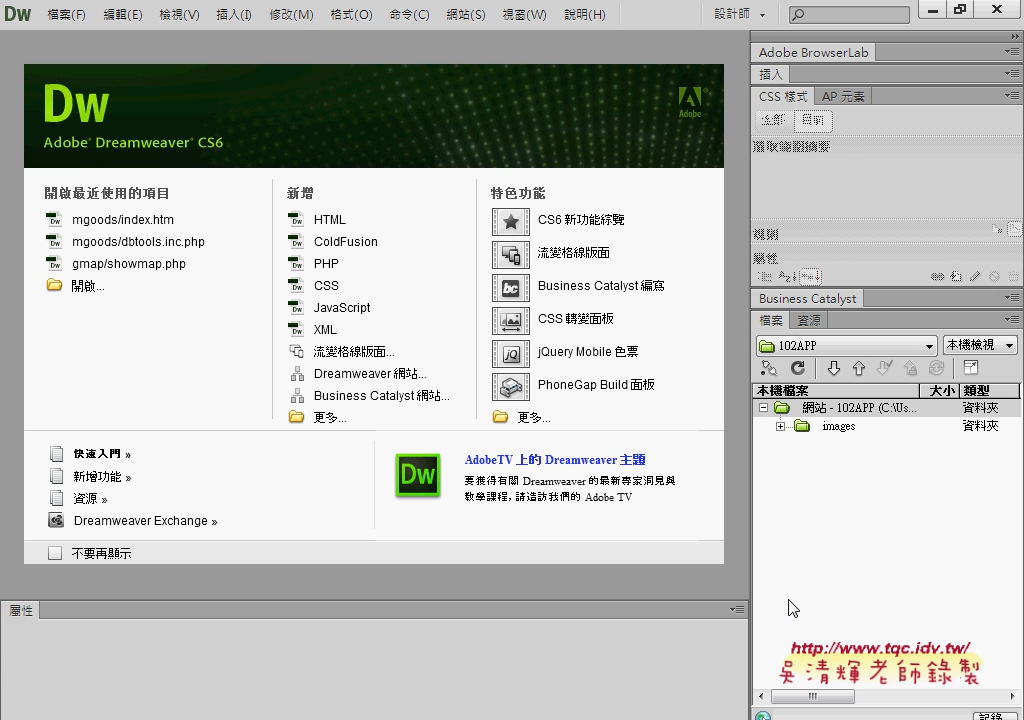 Dw 檔案(F) 編輯(E) 檢視(V) 插入(I) 修改(M) 格式(O) 命令(C) 網站(S) 視窗(W) 說明(H) 設計師
Dw
Adobe® Dreamweaver® CS6
Adobe
開啟最近使用的項目
mgoods/index.htm
mgoods/dbtools.inc.php
gmap/showmap.php
開啟...
新增
HTML
ColdFusion
PHP
CSS
JavaScript
XML
流變格線版面...
Dreamweaver 網站...
Business Catalyst 網站...
更多...
特色功能
CS6 新功能綜覽
流變格線版面
Business Catalyst 編寫
CSS 轉變面板
jQuery Mobile 色票
PhoneGap Build 面板
更多...
快速入門 »
新增功能 »
資源 »
Dreamweaver Exchange »
Dw
AdobeTV 上的 Dreamweaver 主題
要獲得有關 Dreamweaver 的最新專家洞見與
教學課程, 請造訪我們的 Adobe TV
不要再顯示
屬性
Adobe BrowserLab
插入
CSS 樣式 AP 元素
全部 目前
規則
屬性
Business Catalyst
檔案 資源
102APP 本機檢視
本機檔案 大小 類型
網站 - 102APP (C:\Us... 資料夾
images 資料夾
http://www.tqc.idv.tw/
吳清輝老師錄製
記錄